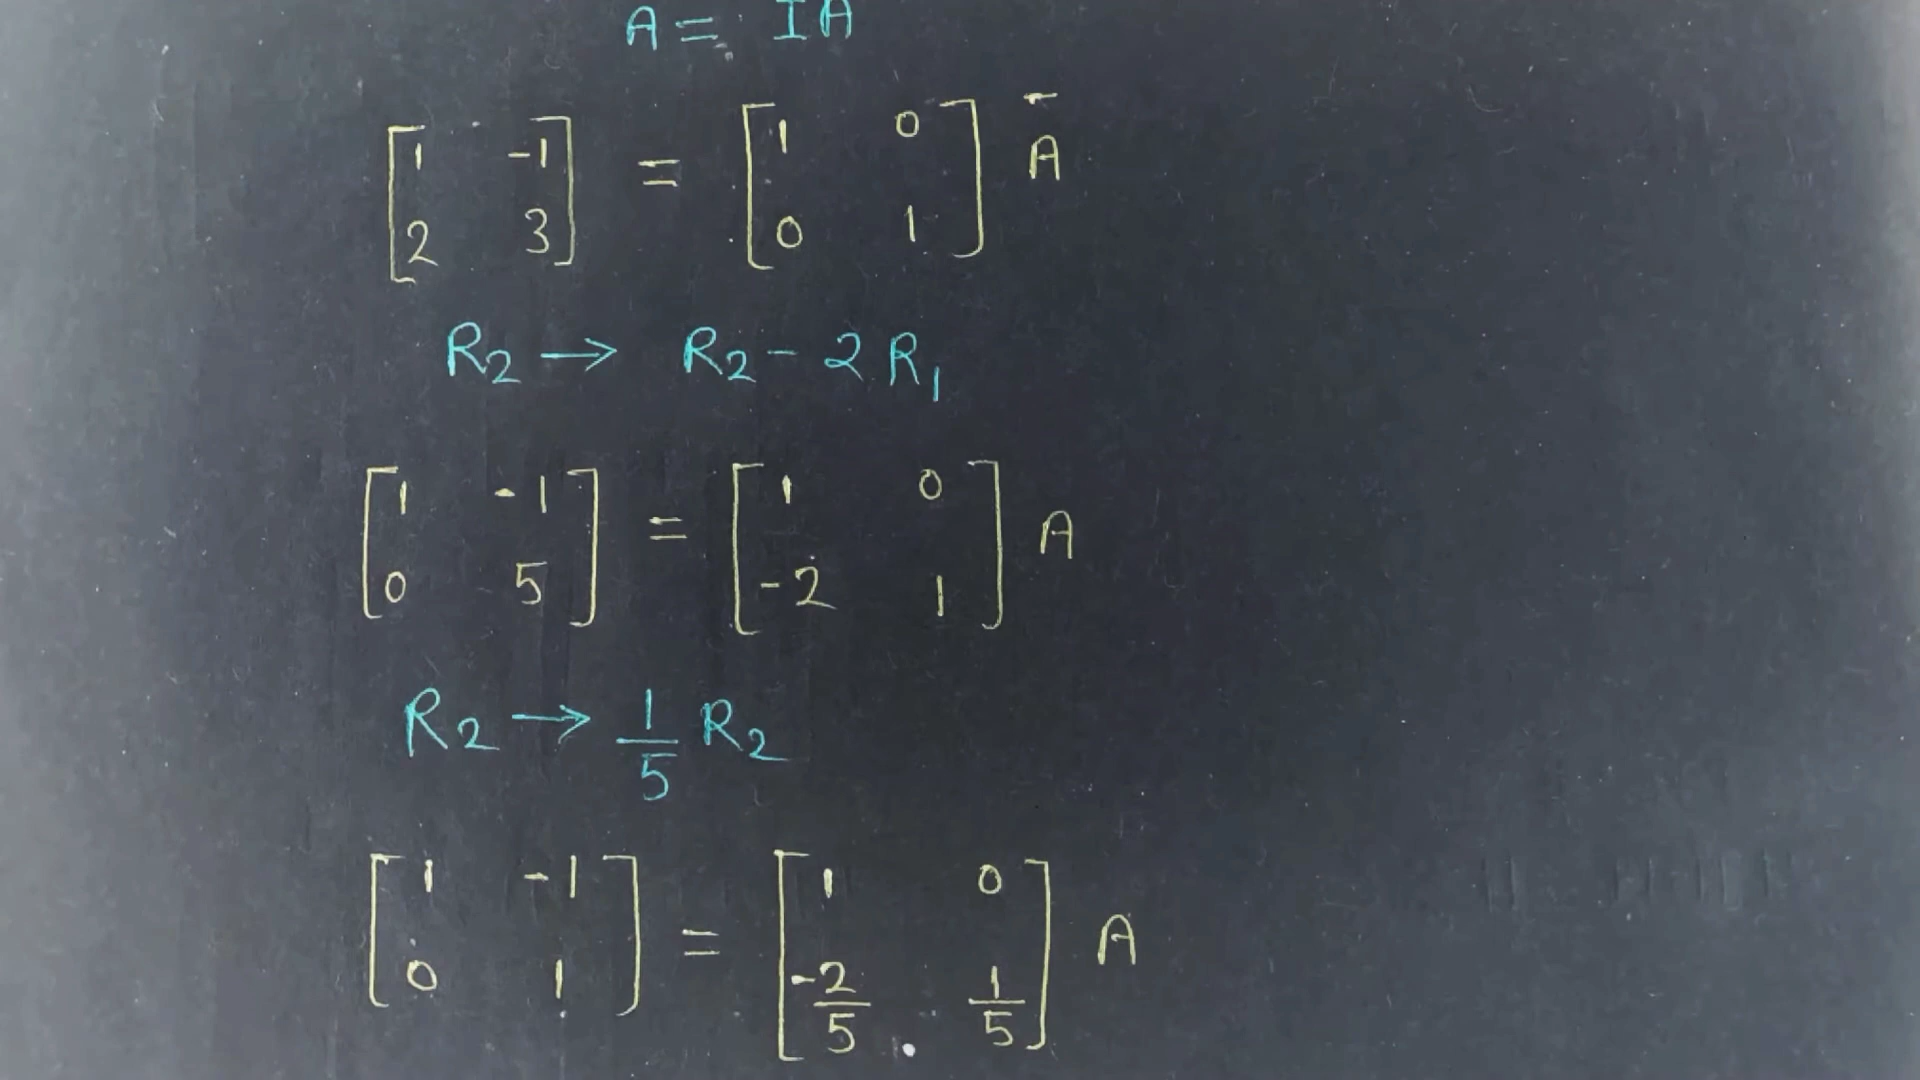 A = IA
[1 -1] = [1 0] A
[2 3] [0 1]
R₂ → R₂ - 2R₁
[1 -1] = [1 0] A
[0 5] [-2 1]
R₂ → 1/5 R₂
[1 -1] = [1 0] A
[0 1] [-2/5 1/5]